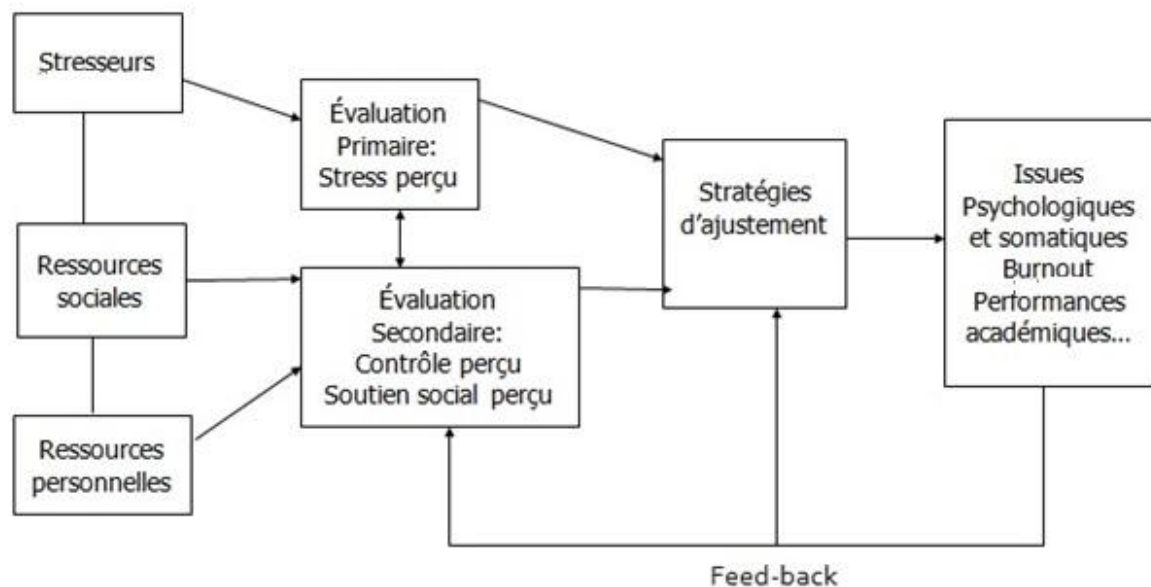 Stresseurs
Évaluation
Primaire:
Stress perçu
Ressources
sociales
Évaluation
Secondaire:
Contrôle perçu
Soutien social perçu
Ressources
personnelles
Stratégies
d'ajustement
Issues
Psychologiques
et somatiques
Burnout
Performances
académiques...
Feed-back